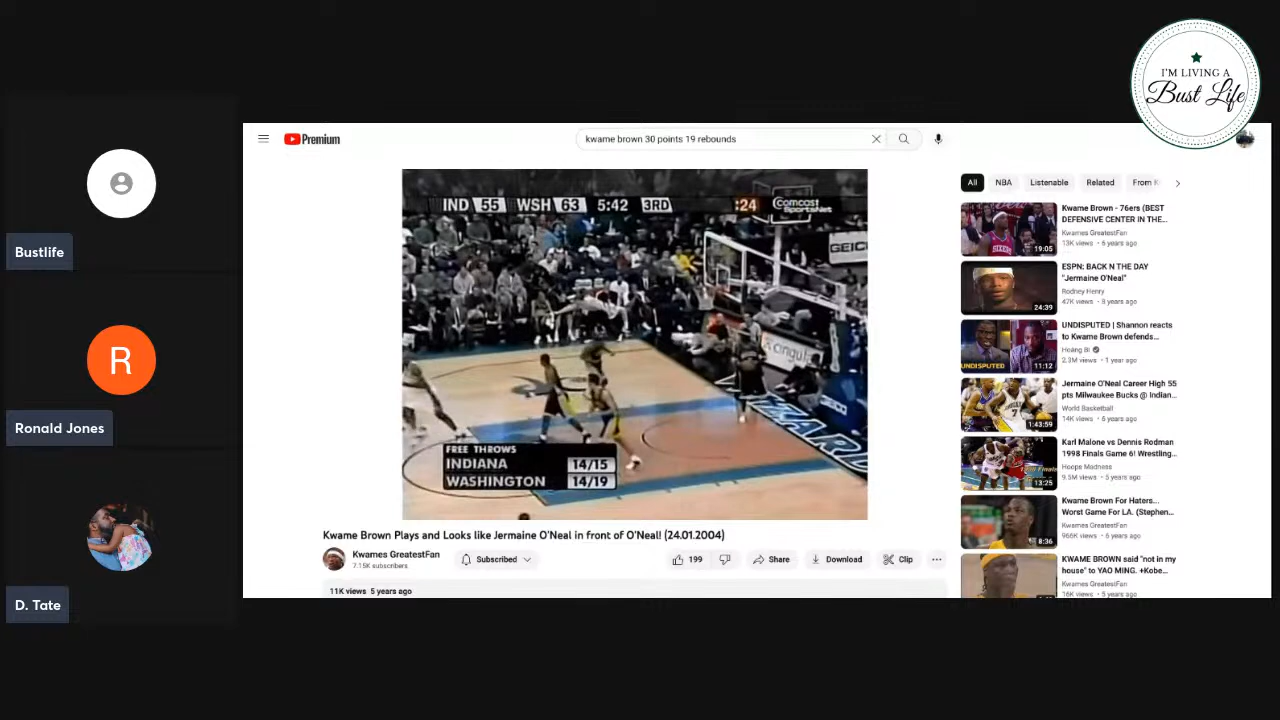 I'M LIVING A
Bust Life
Premium
kwame brown 30 points 19 rebounds
IND 55 WSH 63 5:42 3RD :24 Comcast SportsNet
GEIC
cingular
FREE THROWS
INDIANA 14/15
WASHINGTON 14/19
Bustlife
R
Ronald Jones
D. Tate
Kwame Brown Plays and Looks like Jermaine O'Neal in front of O'Neal! (24.01.2004)
Kwames GreatestFan
7.15K subscribers
Subscribed
199
Share
Download
Clip
11K views 5 years ago
All NBA Listenable Related From K
Kwame Brown - 76ers (BEST
DEFENSIVE CENTER IN THE...
Kwames GreatestFan
13K views • 6 years ago
19:05
ESPN: BACK N THE DAY
"Jermaine O'Neal"
Rodney Henry
47K views • 8 years ago
24:39
UNDISPUTED | Shannon reacts
to Kwame Brown defends...
Hoang Bi
2.3M views • 1 year ago
UNDISPUTED
11:12
Jermaine O'Neal Career High 55
pts Milwaukee Bucks @ Indian...
World Basketball
14K views • 6 years ago
1:43:59
Karl Malone vs Dennis Rodman
1998 Finals Game 6! Wrestling...
Hoops Madness
9.5M views • 5 years ago
13:25
Kwame Brown For Haters...
Worst Game For LA. (Stephen...
Kwames GreatestFan
966K views • 6 years ago
8:36
KWAME BROWN said "not in my
house" to YAO MING. +Kobe...
Kwames GreatestFan
16K views • 5 years ago